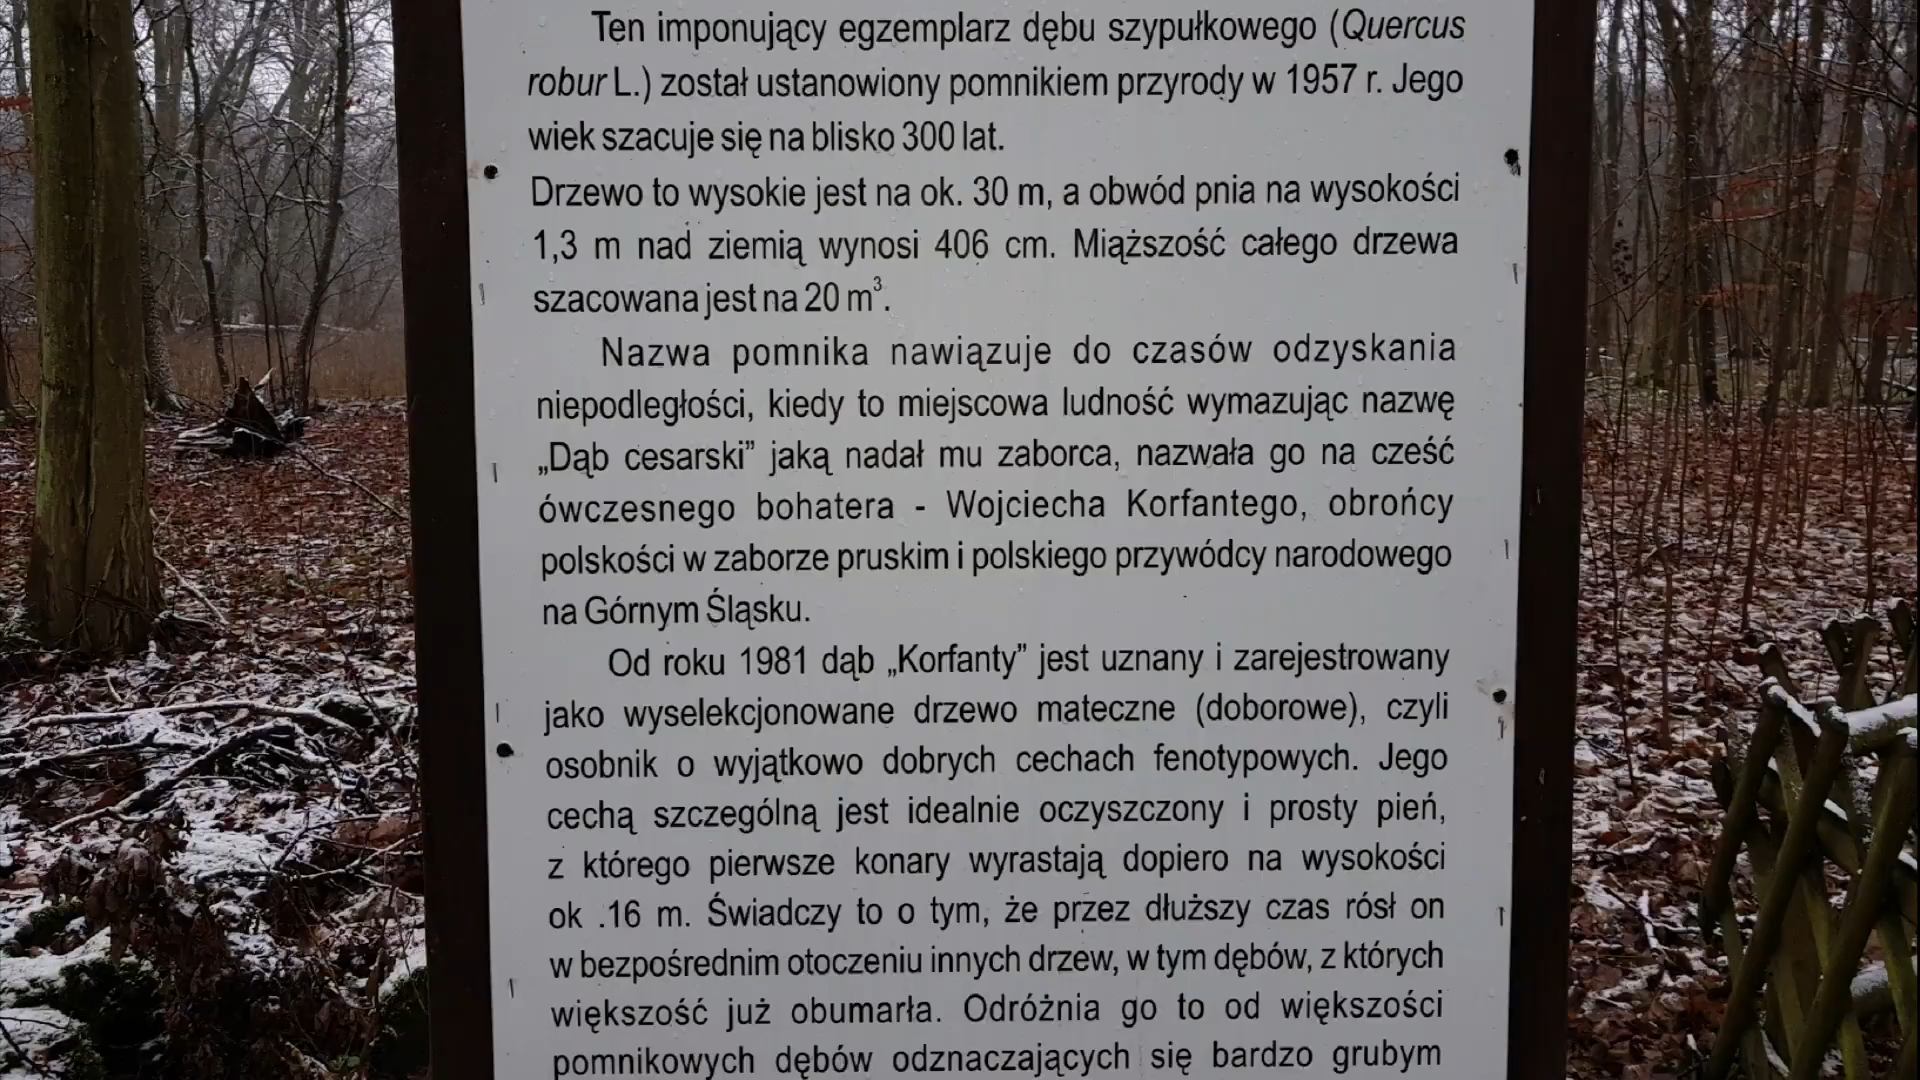 Ten imponujący egzemplarz dębu szypułkowego (Quercus
robur L.) został ustanowiony pomnikiem przyrody w 1957 r. Jego
wiek szacuje się na blisko 300 lat.
Drzewo to wysokie jest na ok. 30 m, a obwód pnia na wysokości
1,3 m nad ziemią wynosi 406 cm. Miąższość całego drzewa
szacowana jest na 20 m³.
Nazwa pomnika nawiązuje do czasów odzyskania
niepodległości, kiedy to miejscowa ludność wymazując nazwę
„Dąb cesarski” jaką nadał mu zaborca, nazwała go na cześć
ówczesnego bohatera - Wojciecha Korfantego, obrońcy
polskości w zaborze pruskim i polskiego przywódcy narodowego
na Górnym Śląsku.
Od roku 1981 dąb „Korfanty” jest uznany i zarejestrowany
jako wyselekcjonowane drzewo mateczne (doborowe), czyli
osobnik o wyjątkowo dobrych cechach fenotypowych. Jego
cechą szczególną jest idealnie oczyszczony i prosty pień,
z którego pierwsze konary wyrastają dopiero na wysokości
ok .16 m. Świadczy to o tym, że przez dłuższy czas rósł on
w bezpośrednim otoczeniu innych drzew, w tym dębów, z których
większość już obumarła. Odróżnia go to od większości
pomnikowych dębów odznaczających się bardzo grubym